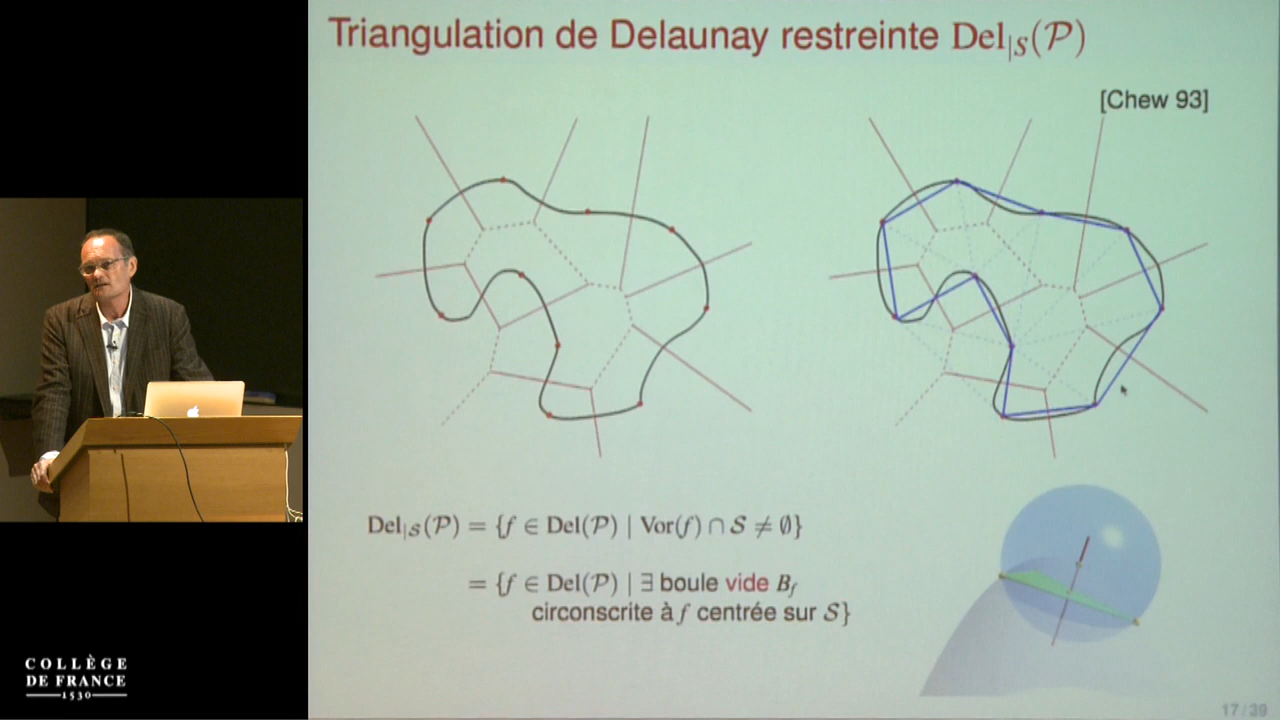 Triangulation de Delaunay restreinte Del|S(P)
[Chew 93]
Del|S(P) = {f ∈ Del(P) | Vor(f) ∩ S ≠ ∅}
= {f ∈ Del(P) | ∃ boule vide Bf
circonscrite à f centrée sur S}
COLLÈGE
DE FRANCE
1530
17/39